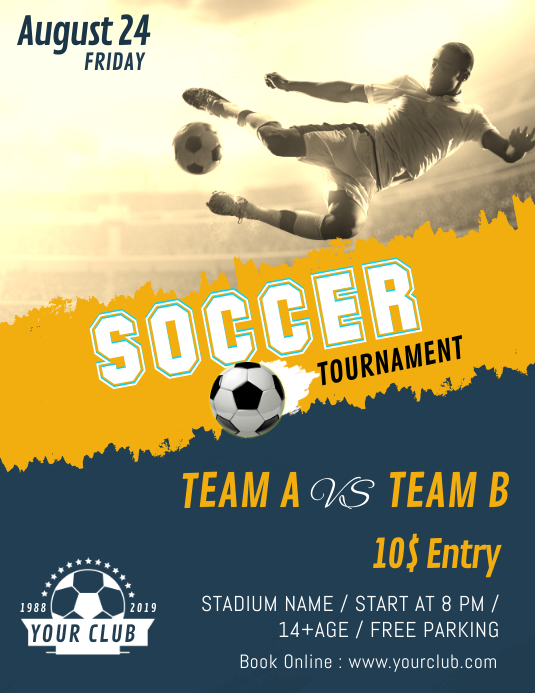 August 24
FRIDAY
SOCCER
TOURNAMENT
TEAM A VS TEAM B
10$ Entry
1988 2019
YOUR CLUB
STADIUM NAME / START AT 8 PM /
14+AGE / FREE PARKING
Book Online : www.yourclub.com